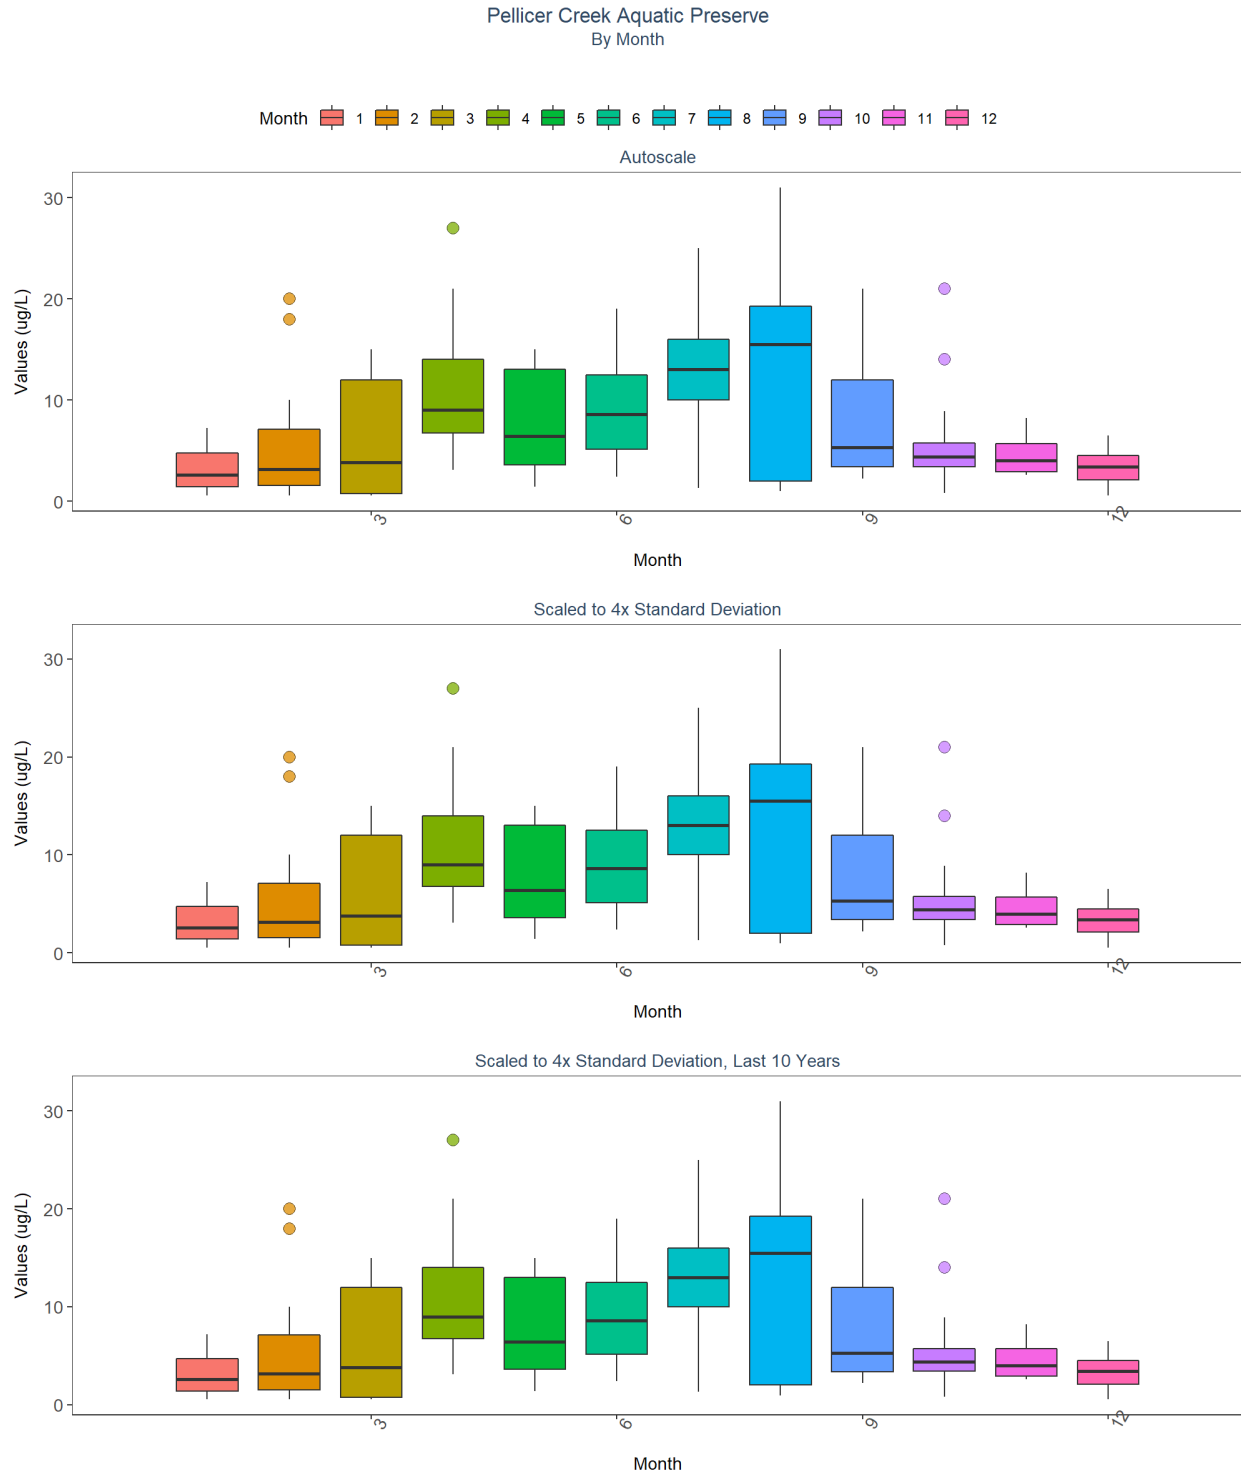 Pellicer Creek Aquatic Preserve
By Month
Month 1 2 3 4 5 6 7 8 9 10 11 12
Autoscale
Values (ug/L)
30
20
10
0
3 6 9 12
Month
Scaled to 4x Standard Deviation
Values (ug/L)
30
20
10
0
3 6 9 12
Month
Scaled to 4x Standard Deviation, Last 10 Years
Values (ug/L)
30
20
10
0
3 6 9 12
Month